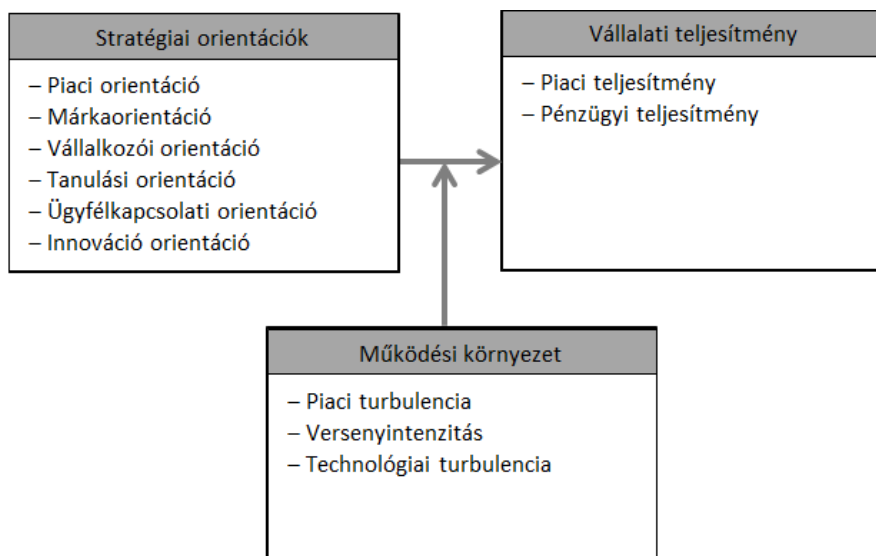 Stratégiai orientációk
– Piaci orientáció
– Márkaorientáció
– Vállalkozói orientáció
– Tanulási orientáció
– Ügyfélkapcsolati orientáció
– Innováció orientáció
Vállalati teljesítmény
– Piaci teljesítmény
– Pénzügyi teljesítmény
Működési környezet
– Piaci turbulencia
– Versenyintenzitás
– Technológiai turbulencia